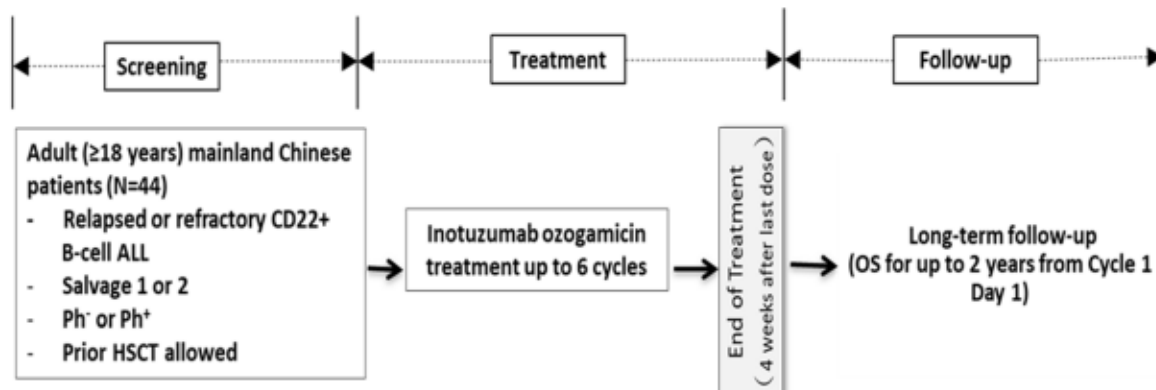 Screening
Treatment
Follow-up
Adult (≥18 years) mainland Chinese
patients (N=44)
- Relapsed or refractory CD22+
B-cell ALL
- Salvage 1 or 2
- Ph⁻ or Ph⁺
- Prior HSCT allowed
Inotuzumab ozogamicin
treatment up to 6 cycles
End of Treatment
(4 weeks after last dose)
Long-term follow-up
(OS for up to 2 years from Cycle 1
Day 1)